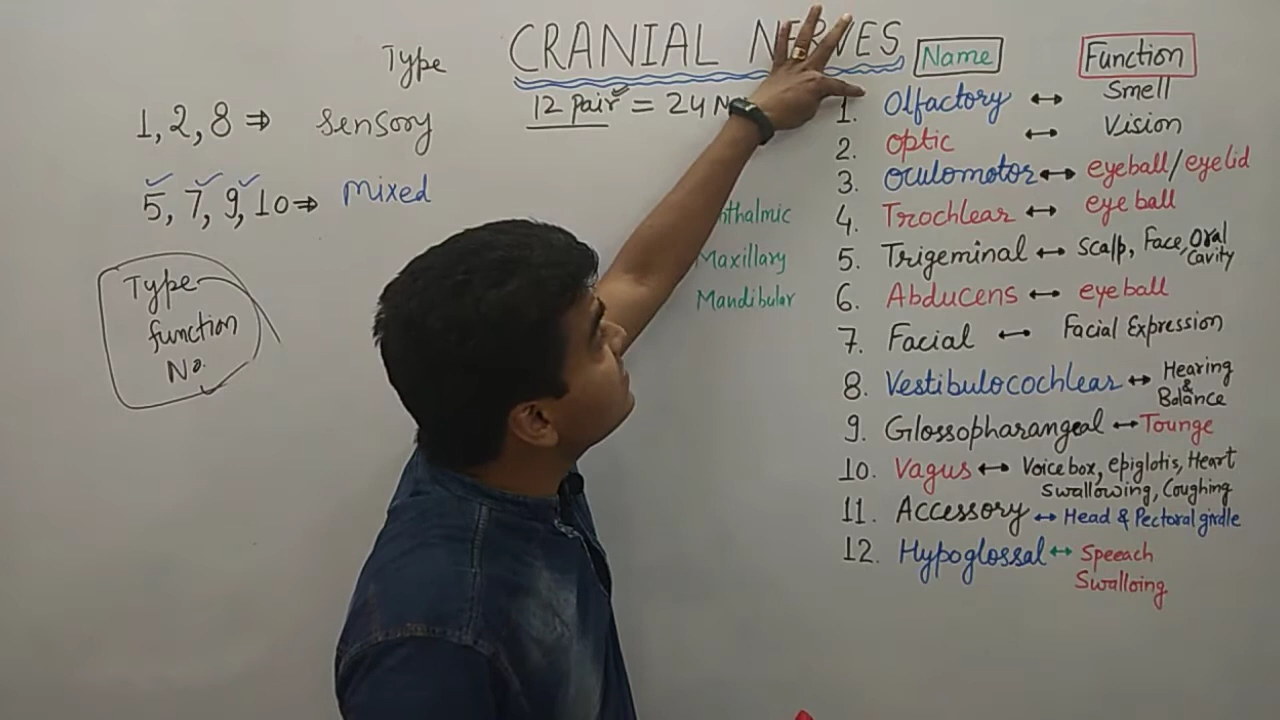 CRANIAL NERVES
12 pair = 24 N
Type
1, 2, 8 ⇒ Sensory
5, 7, 9, 10 ⇒ Mixed
Type
function
No.
Maxillary
Mandibular
Name Function
1. Olfactory ↔ Smell
2. Optic ↔ Vision
3. Oculomotor ↔ eyeball/eyelid
4. Trochlear ↔ eye ball
5. Trigeminal ↔ Scalp, Face, Oral
Cavity
6. Abducens ↔ eyeball
7. Facial ↔ Facial Expression
8. Vestibulocochlear ↔ Hearing
&
Balance
9. Glossopharangeal ↔ Tounge
10. Vagus ↔ Voice box, epiglotis, Heart
Swallowing, Coughing
11. Accessory ↔ Head & Pectoral girdle
12. Hypoglossal ↔ Speeach
Swalloing